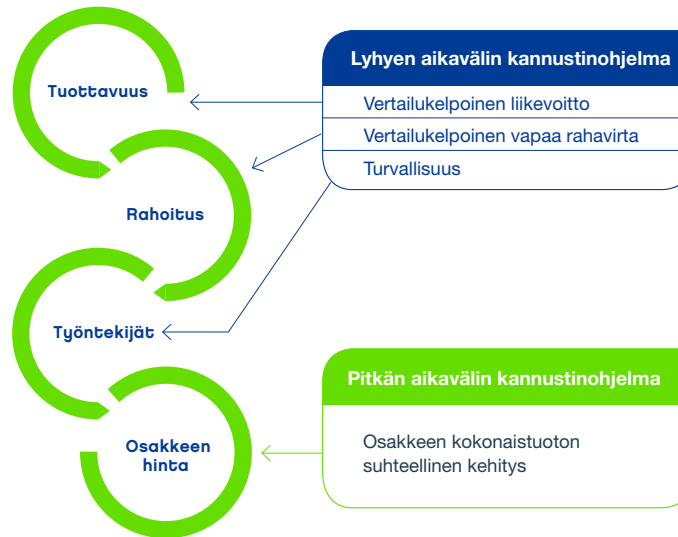 Tuottavuus
Rahoitus
Työntekijät
Osakkeen
hinta
Lyhyen aikavälin kannustinohjelma
Vertailukelpoinen liikevoitto
Vertailukelpoinen vapaa rahavirta
Turvallisuus
Pitkän aikavälin kannustinohjelma
Osakkeen kokonaistuoton
suhteellinen kehitys